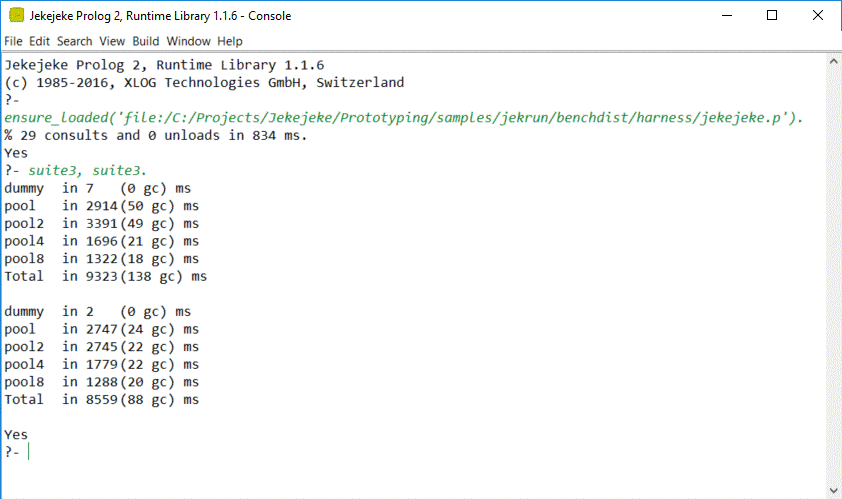 Jekejeke Prolog 2, Runtime Library 1.1.6 - Console
File Edit Search View Build Window Help
Jekejeke Prolog 2, Runtime Library 1.1.6
(c) 1985-2016, XLOG Technologies GmbH, Switzerland
?-
ensure_loaded('file:/C:/Projects/Jekejeke/Prototyping/samples/jekrun/benchdist/harness/jekejeke.p').
% 29 consults and 0 unloads in 834 ms.
Yes
?- suite3, suite3.
dummy  in 7   (0 gc) ms
pool   in 2914(50 gc) ms
pool2  in 3391(49 gc) ms
pool4  in 1696(21 gc) ms
pool8  in 1322(18 gc) ms
Total  in 9323(138 gc) ms
dummy  in 2   (0 gc) ms
pool   in 2747(24 gc) ms
pool2  in 2745(22 gc) ms
pool4  in 1779(22 gc) ms
pool8  in 1288(20 gc) ms
Total  in 8559(88 gc) ms
Yes
?-